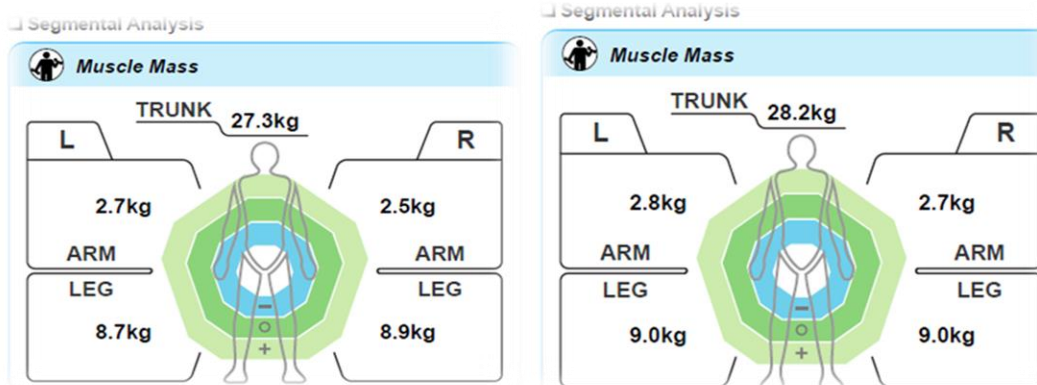 Segmental Analysis
Muscle Mass
TRUNK 27.3kg
L R
2.7kg 2.5kg
ARM ARM
LEG LEG
8.7kg 8.9kg
Segmental Analysis
Muscle Mass
TRUNK 28.2kg
L R
2.8kg 2.7kg
ARM ARM
LEG LEG
9.0kg 9.0kg